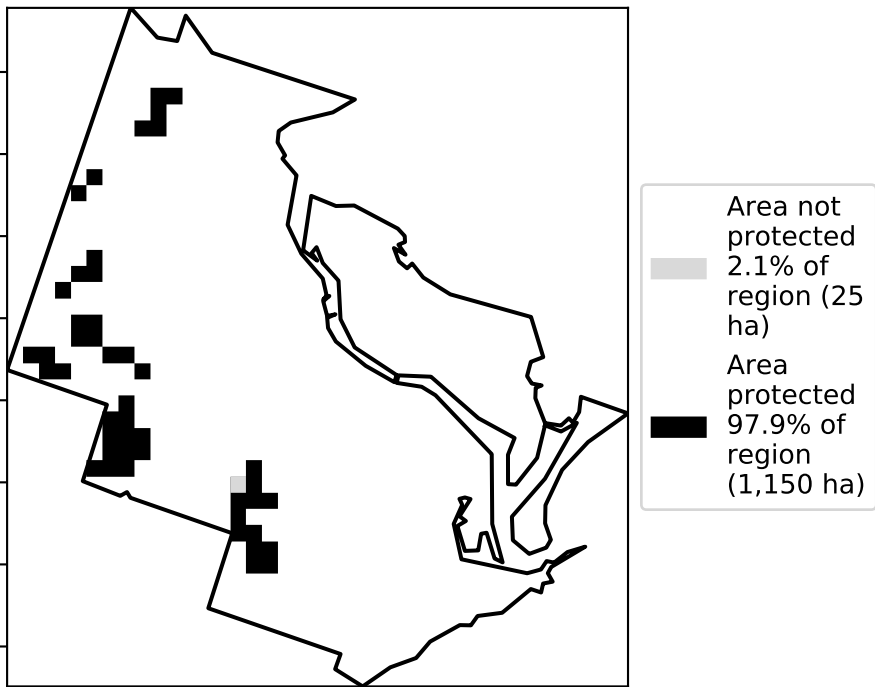 Area not
protected
2.1% of
region (25
ha)
Area
protected
97.9% of
region
(1,150 ha)